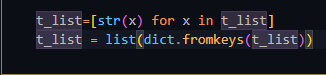 t_list=[str(x) for x in t_list]
t_list = list(dict.fromkeys(t_list))